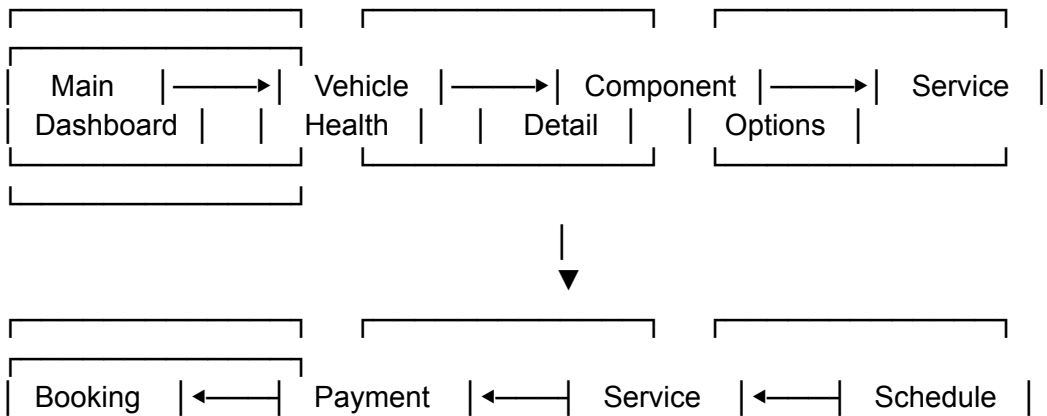 Main Vehicle Component Service
Dashboard Health Detail Options
Booking Payment Service Schedule